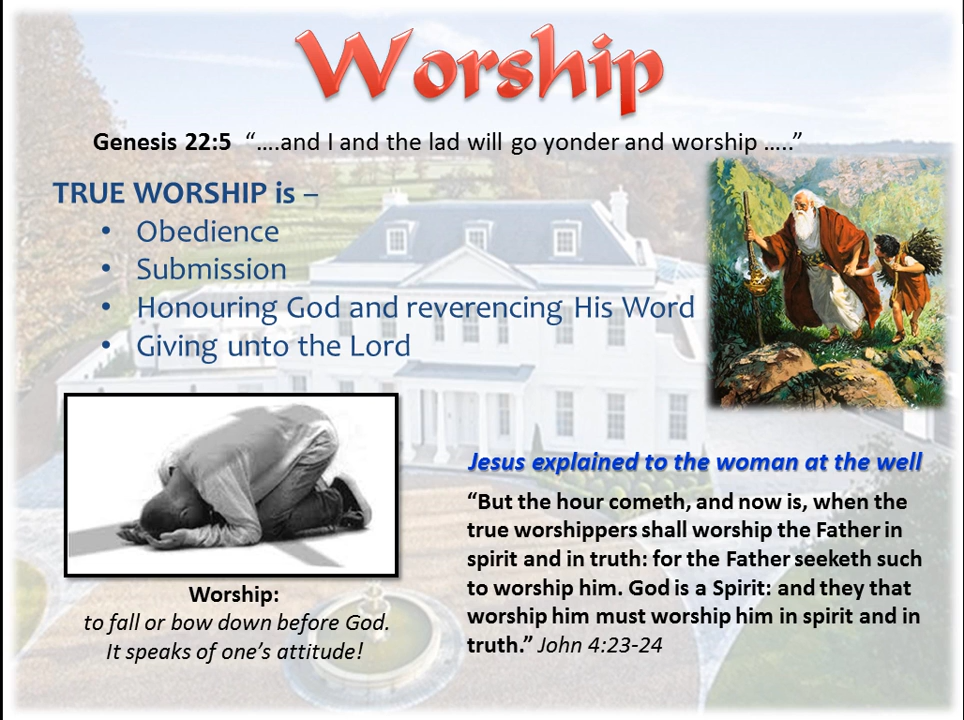 Worship
Genesis 22:5 “….and I and the lad will go yonder and worship …..”
TRUE WORSHIP is –
• Obedience
• Submission
• Honouring God and reverencing His Word
• Giving unto the Lord
Worship:
to fall or bow down before God.
It speaks of one’s attitude!
Jesus explained to the woman at the well
“But the hour cometh, and now is, when the
true worshippers shall worship the Father in
spirit and in truth: for the Father seeketh such
to worship him. God is a Spirit: and they that
worship him must worship him in spirit and in
truth.” John 4:23-24